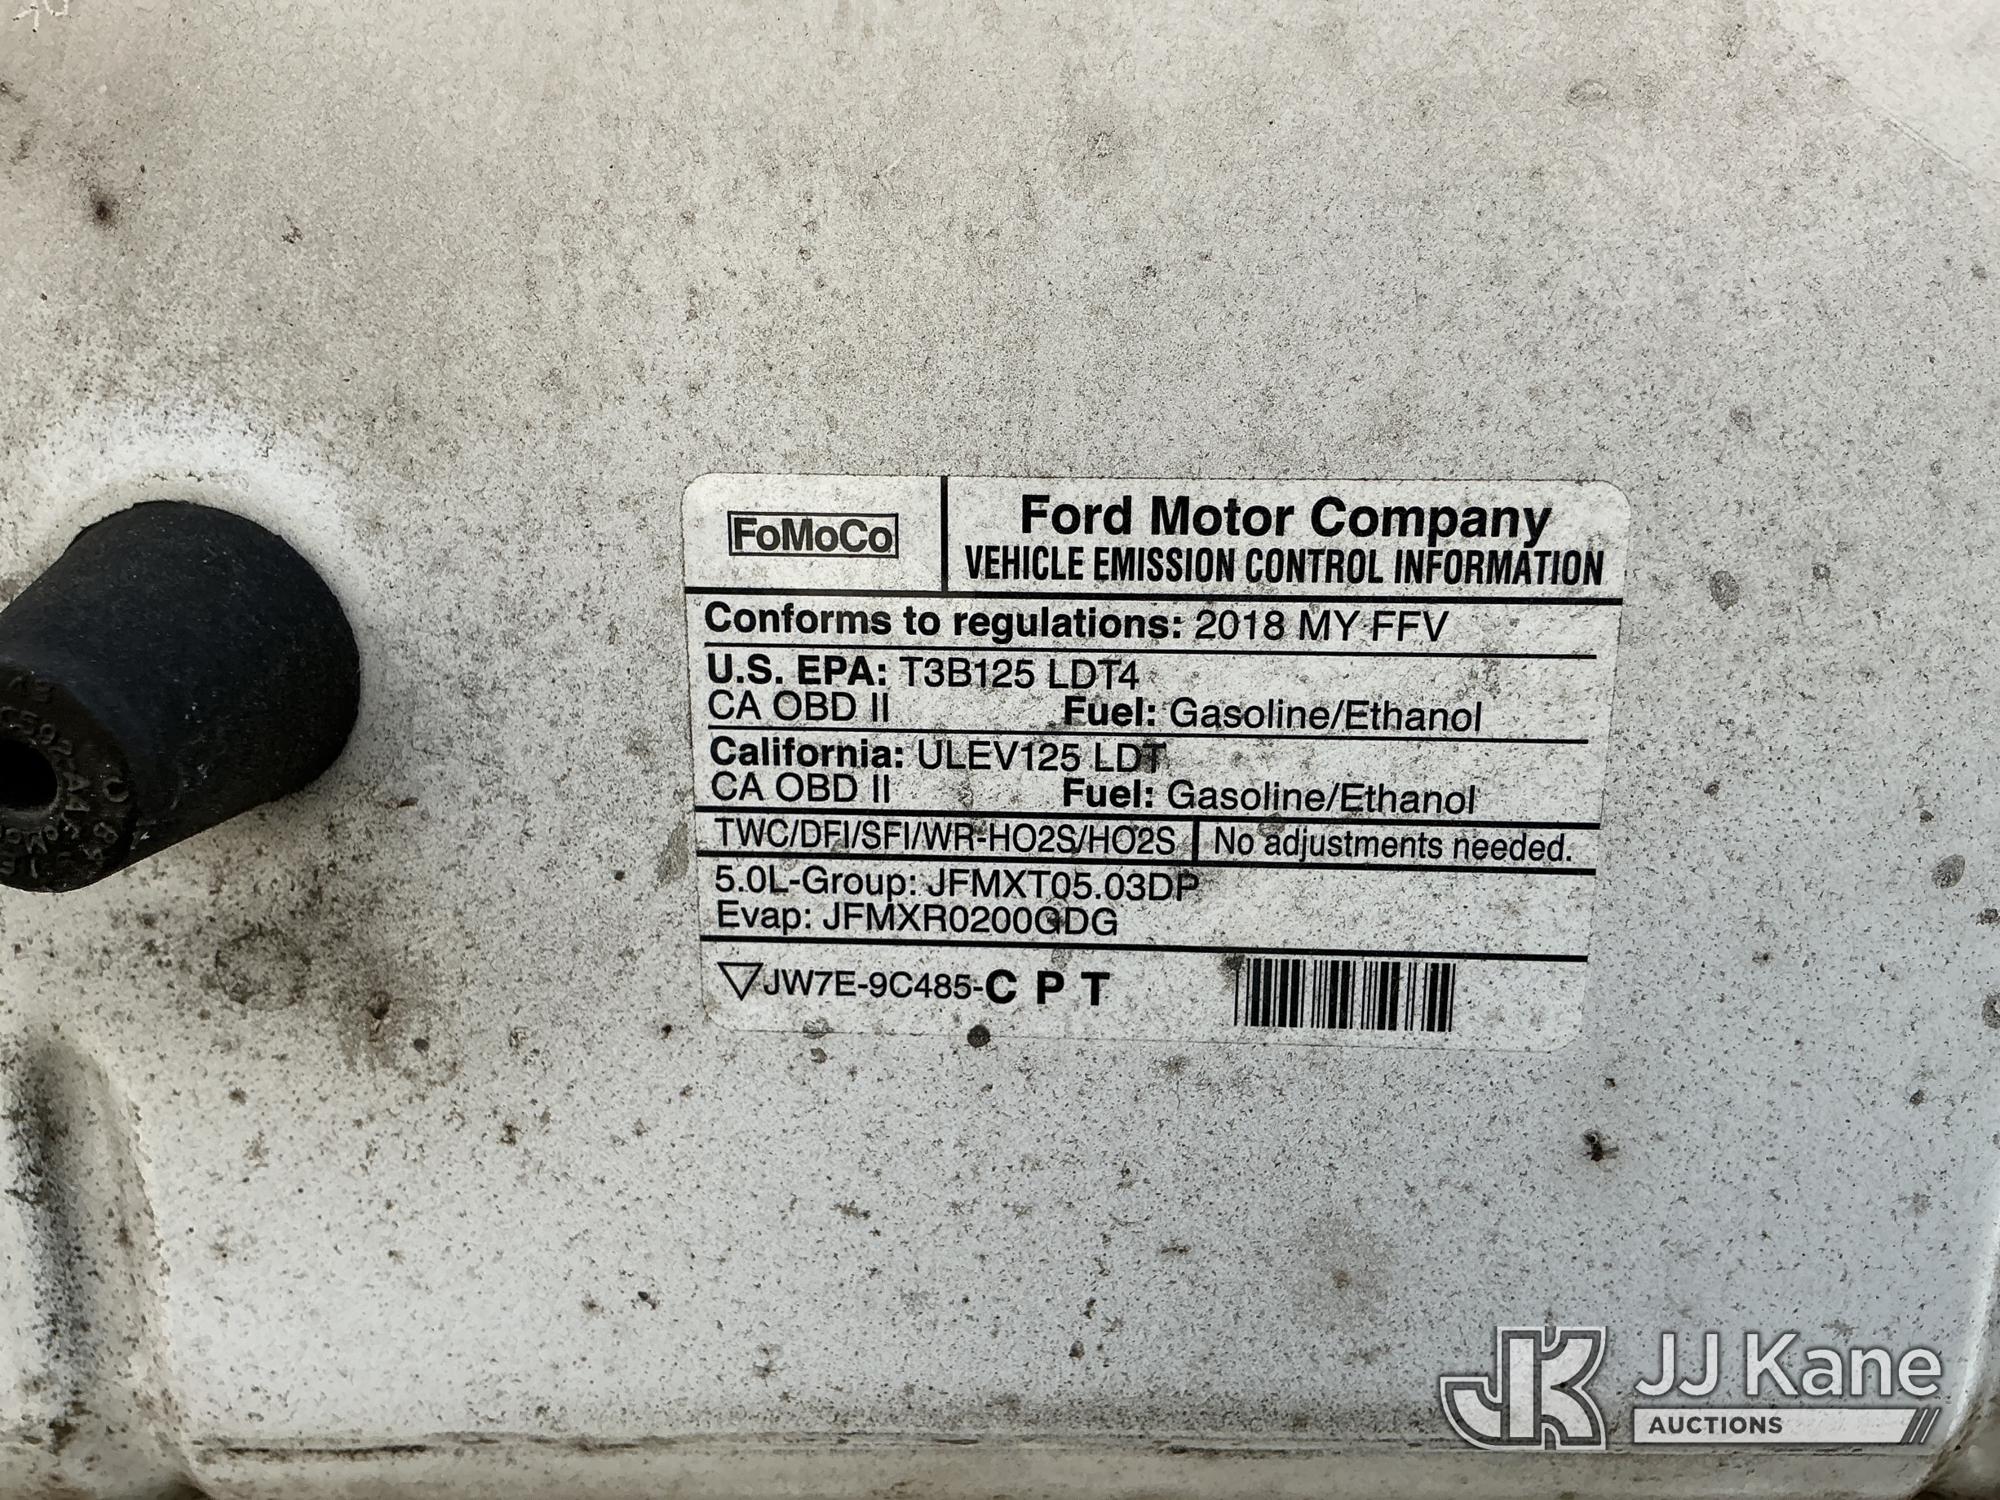 FoMoCo
Ford Motor Company
VEHICLE EMISSION CONTROL INFORMATION
Conforms to regulations: 2018 MY FFV
U.S. EPA: T3B125 LDT4
CA OBD II Fuel: Gasoline/Ethanol
California: ULEV125 LDT
CA OBD II Fuel: Gasoline/Ethanol
TWC/DFI/SFI/WR-HO2S/HO2S No adjustments needed.
5.0L-Group: JFMXT05.03DP
Evap: JFMXR0200GDG
JW7E-9C485-C P T
JK JJ Kane
AUCTIONS